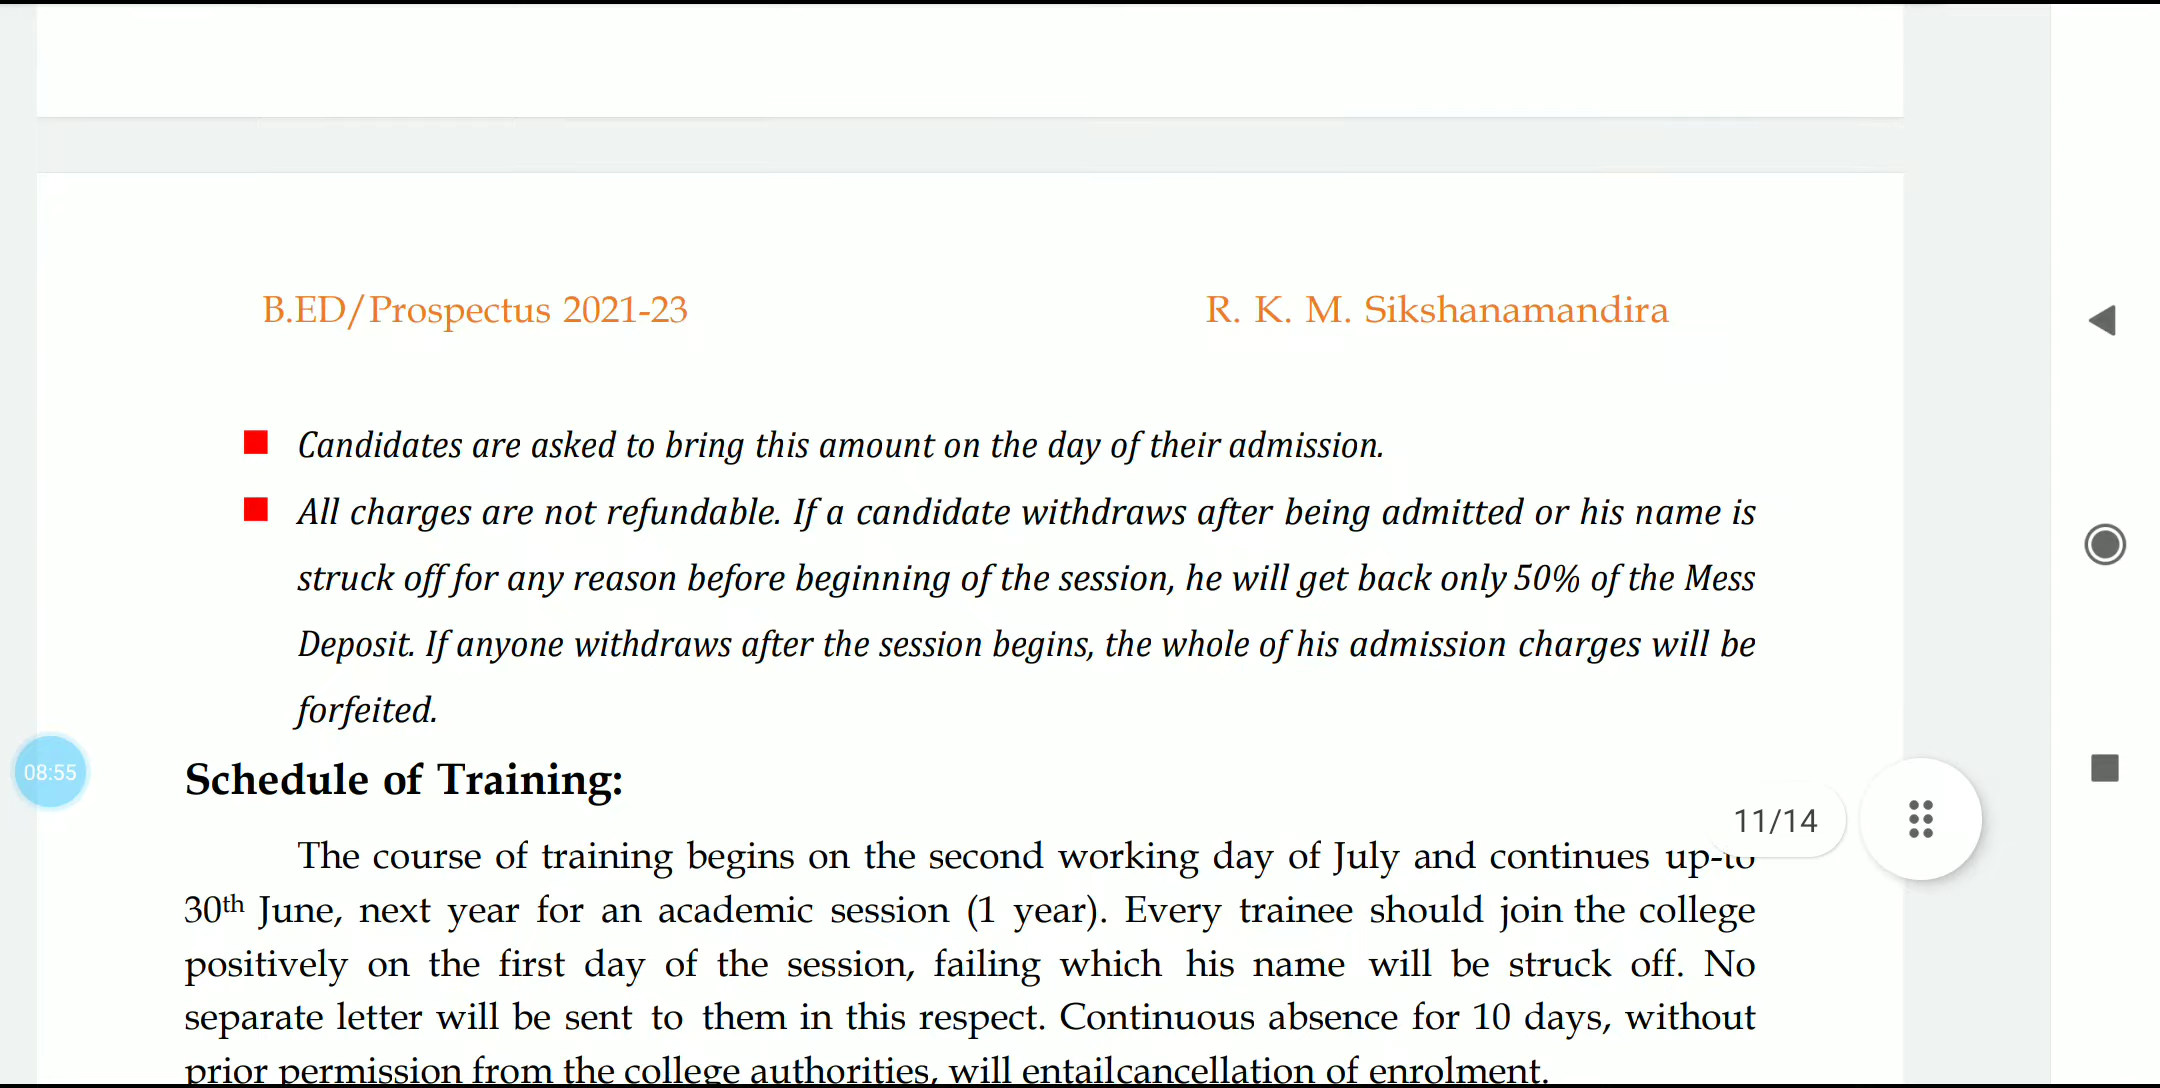 B.ED/Prospectus 2021-23 R. K. M. Sikshanamandira
Candidates are asked to bring this amount on the day of their admission.
All charges are not refundable. If a candidate withdraws after being admitted or his name is
struck off for any reason before beginning of the session, he will get back only 50% of the Mess
Deposit. If anyone withdraws after the session begins, the whole of his admission charges will be
forfeited.
08:55
Schedule of Training:
11/14
The course of training begins on the second working day of July and continues up-to
30th June, next year for an academic session (1 year). Every trainee should join the college
positively on the first day of the session, failing which his name will be struck off. No
separate letter will be sent to them in this respect. Continuous absence for 10 days, without
prior permission from the college authorities, will entailcancellation of enrolment.